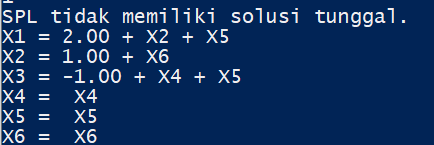 SPL tidak memiliki solusi tunggal.
X1 = 2.00 + X2 + X5
X2 = 1.00 + X6
X3 = -1.00 + X4 + X5
X4 =  X4
X5 =  X5
X6 =  X6